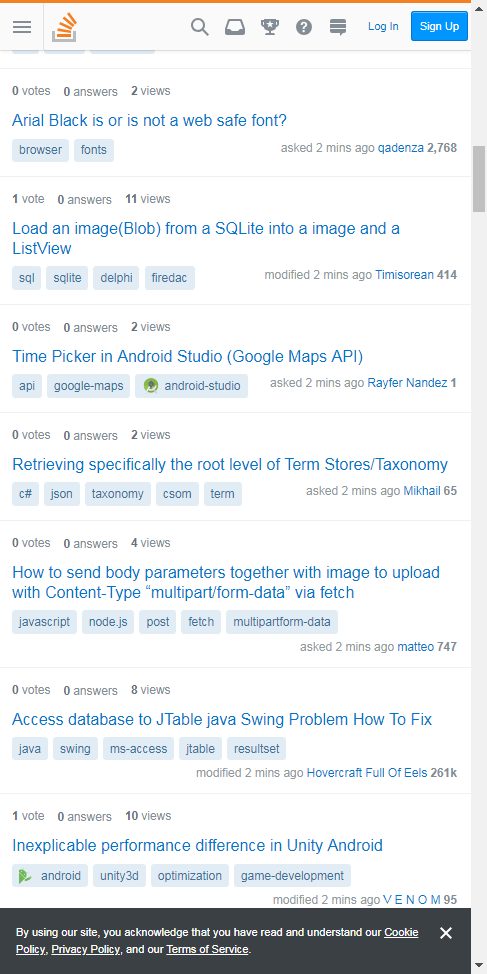 Log In
Sign Up
0 votes 0 answers 2 views
Arial Black is or is not a web safe font?
browser fonts
asked 2 mins ago qadenza 2,768
1 vote 0 answers 11 views
Load an image(Blob) from a SQLite into a image and a
ListView
sql sqlite delphi firedac
modified 2 mins ago Timisorean 414
0 votes 0 answers 2 views
Time Picker in Android Studio (Google Maps API)
api google-maps android-studio
asked 2 mins ago Rayfer Nandez 1
0 votes 0 answers 2 views
Retrieving specifically the root level of Term Stores/Taxonomy
c# json taxonomy csom term
asked 2 mins ago Mikhail 65
0 votes 0 answers 4 views
How to send body parameters together with image to upload
with Content-Type “multipart/form-data” via fetch
javascript node.js post fetch multipartform-data
asked 2 mins ago matteo 747
0 votes 0 answers 8 views
Access database to JTable java Swing Problem How To Fix
java swing ms-access jtable resultset
modified 2 mins ago Hovercraft Full Of Eels 261k
1 vote 0 answers 10 views
Inexplicable performance difference in Unity Android
android unity3d optimization game-development
modified 2 mins ago V E N O M 95
By using our site, you acknowledge that you have read and understand our Cookie
Policy, Privacy Policy, and our Terms of Service.